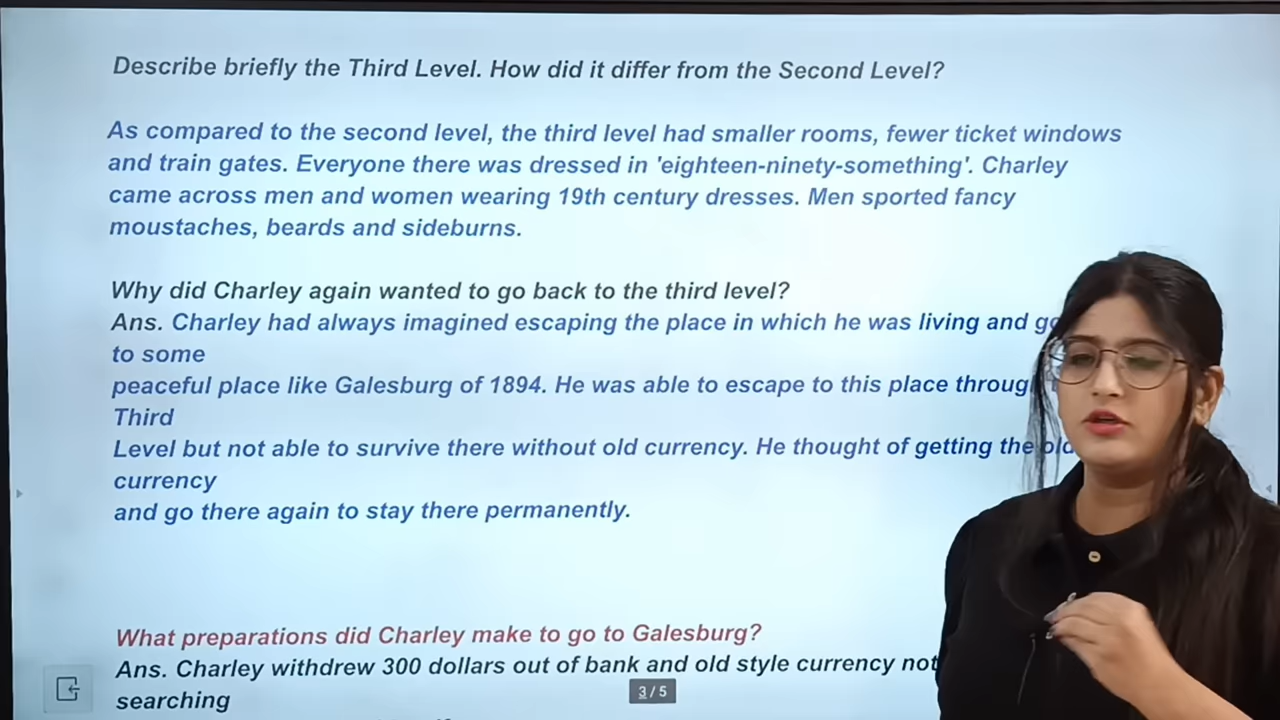 Describe briefly the Third Level. How did it differ from the Second Level?
As compared to the second level, the third level had smaller rooms, fewer ticket windows
and train gates. Everyone there was dressed in 'eighteen-ninety-something'. Charley
came across men and women wearing 19th century dresses. Men sported fancy
moustaches, beards and sideburns.
Why did Charley again wanted to go back to the third level?
Ans. Charley had always imagined escaping the place in which he was living and
to some
peaceful place like Galesburg of 1894. He was able to escape to this place
Third
Level but not able to survive there without old currency. He thought of getting the
currency
and go there again to stay there permanently.
What preparations did Charley make to go to Galesburg?
Ans. Charley withdrew 300 dollars out of bank and old style currency
searching
3 / 5